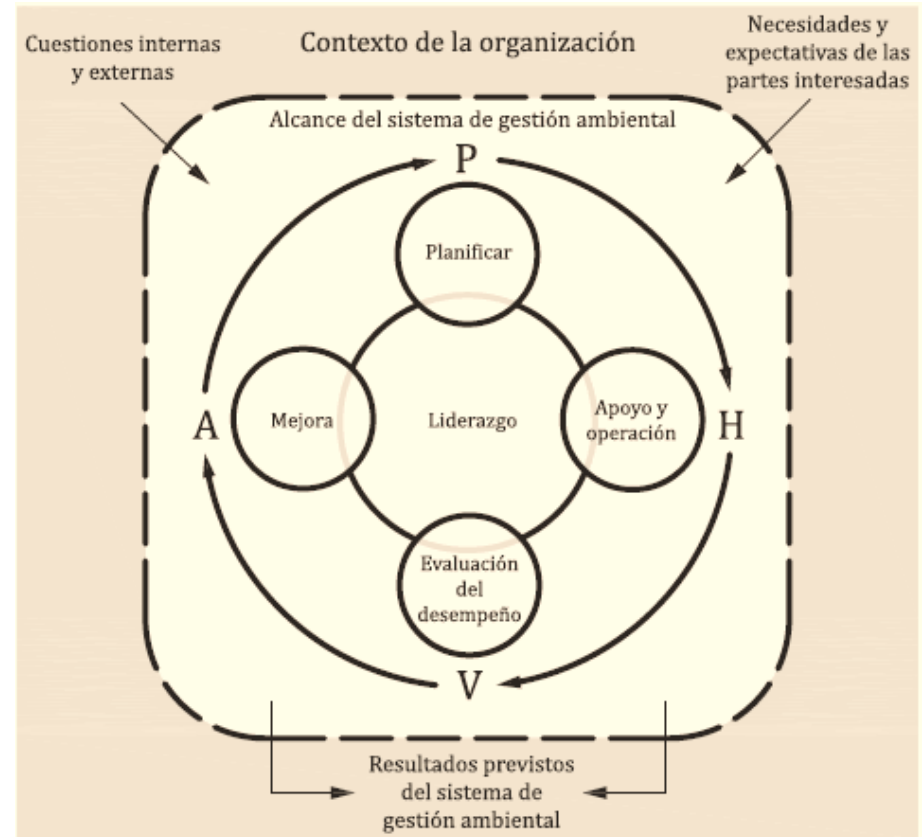 Cuestiones internas
y externas
Contexto de la organización
Necesidades y
expectativas de las
partes interesadas
Alcance del sistema de gestión ambiental
P
Planificar
A
Mejora
Liderazgo
Apoyo y
operación
H
Evaluación
del
desempeño
V
Resultados previstos
del sistema de
gestión ambiental